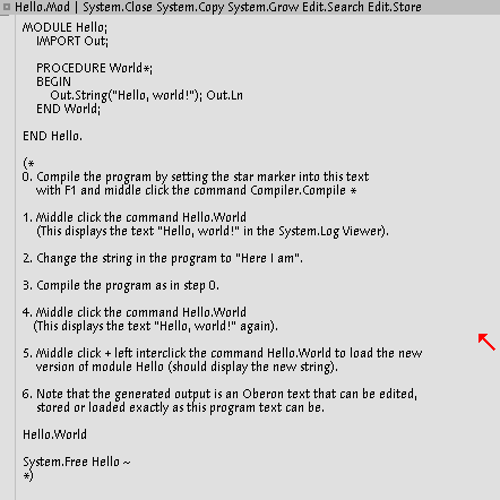 Hello.Mod | System.Close System.Copy System.Grow Edit.Search Edit.Store
MODULE Hello;
IMPORT Out;
PROCEDURE World*;
BEGIN
Out.String("Hello, world!"); Out.Ln
END World;
END Hello.
(*
0. Compile the program by setting the star marker into this text
with F1 and middle click the command Compiler.Compile *
1. Middle click the command Hello.World
(This displays the text "Hello, world!" in the System.Log Viewer).
2. Change the string in the program to "Here I am".
3. Compile the program as in step 0.
4. Middle click the command Hello.World
(This displays the text "Hello, world!" again).
5. Middle click + left interclick the command Hello.World to load the new
version of module Hello (should display the new string).
6. Note that the generated output is an Oberon text that can be edited,
stored or loaded exactly as this program text can be.
Hello.World
System.Free Hello ~
*)